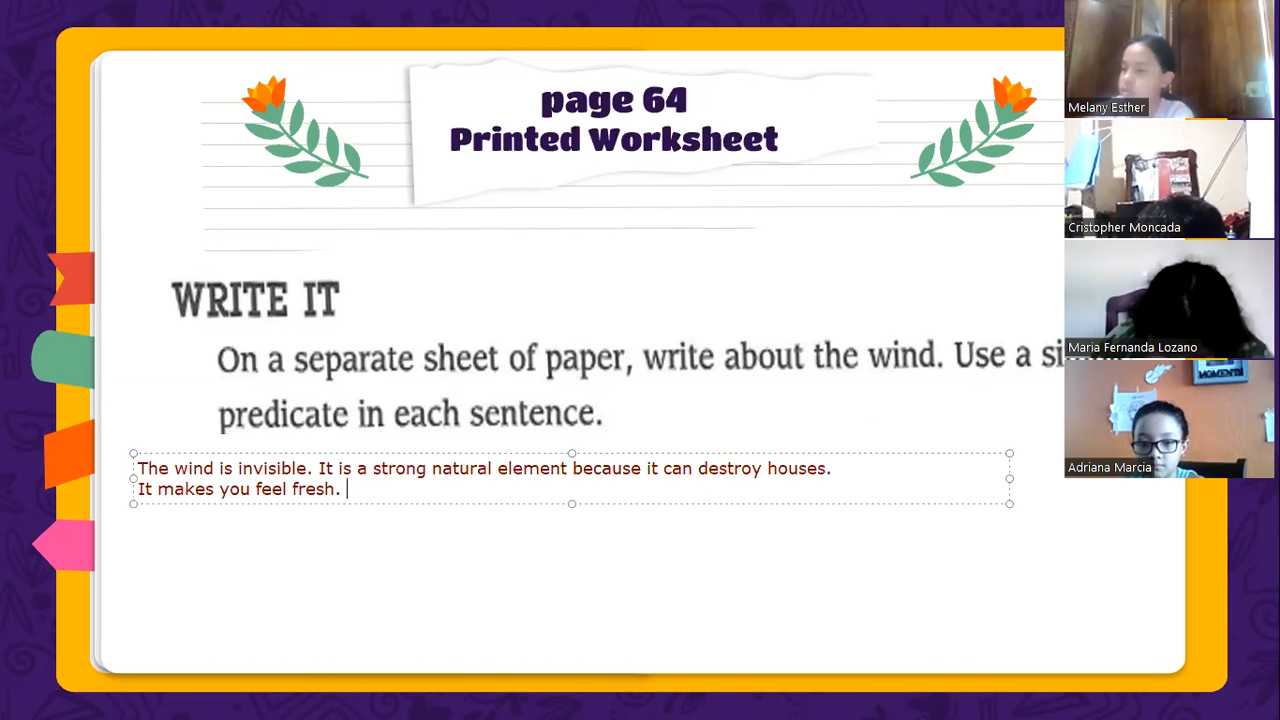 page 64
Printed Worksheet
WRITE IT
On a separate sheet of paper, write about the wind. Use a
predicate in each sentence.
The wind is invisible. It is a strong natural element because it can destroy houses.
It makes you feel fresh.
Melany Esther
Cristopher Moncada
Maria Fernanda Lozano
MOMENTS
Adriana Marcia